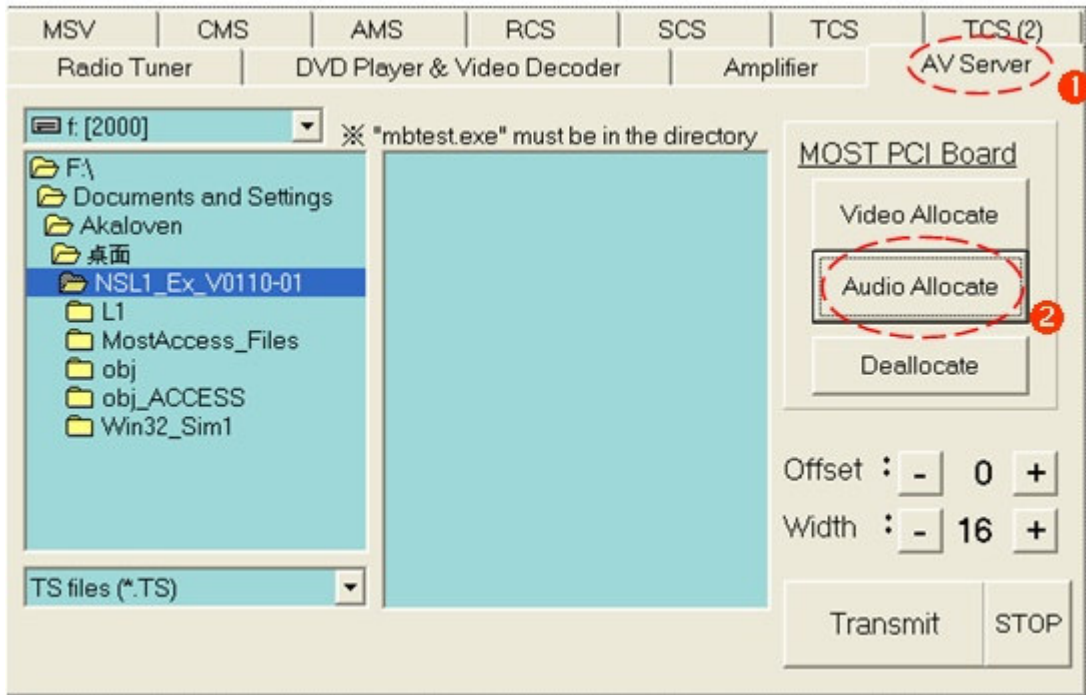 MSV CMS AMS RCS SCS TCS TCS (2)
Radio Tuner DVD Player & Video Decoder Amplifier AV Server
1
f: [2000]
※ "mbtest.exe" must be in the directory
F:\
Documents and Settings
Akaloven
桌面
NSL1_Ex_V0110-01
L1
MostAccess_Files
obj
obj_ACCESS
Win32_Sim1
TS files (*.TS)
MOST PCI Board
Video Allocate
Audio Allocate
2
Deallocate
Offset : - 0 +
Width : - 16 +
Transmit STOP